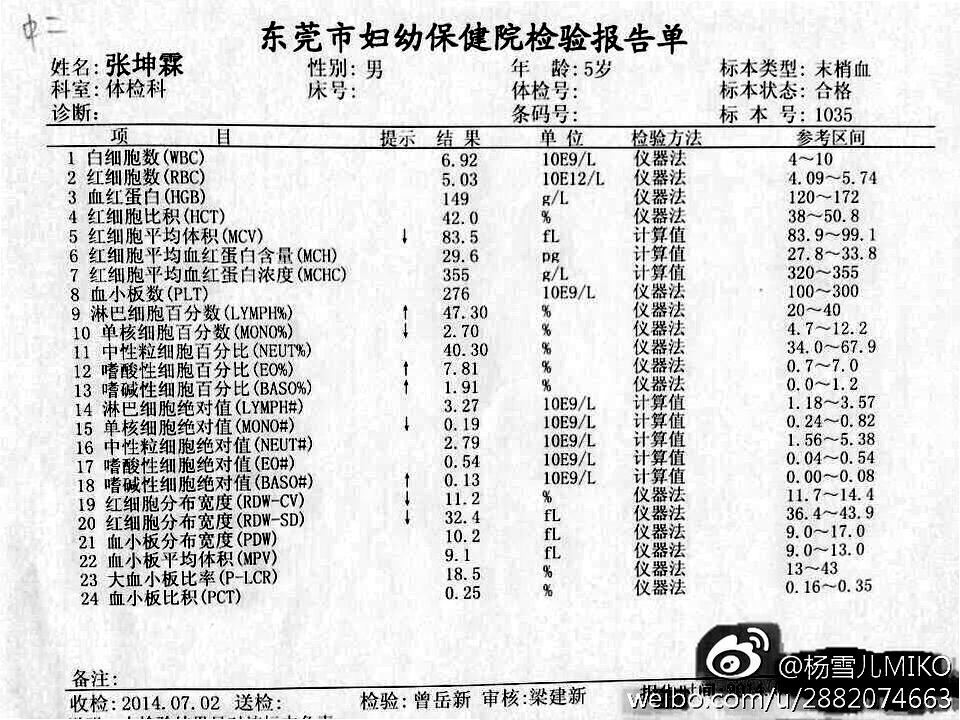 中二
东莞市妇幼保健院检验报告单
姓名: 张坤霖 性别: 男 年 龄: 5岁 标本类型: 末梢血
科室: 体检科 床号: 体检号: 标本状态: 合格
诊断: 条码号: 标 本 号: 1035
项 目 提示 结 果 单 位 检验方法 参考区间
1 白细胞数(WBC) 6.92 10E9/L 仪器法 4~10
2 红细胞数(RBC) 5.03 10E12/L 仪器法 4.09~5.74
3 血红蛋白(HGB) 149 g/L 仪器法 120~172
4 红细胞比积(HCT) 42.0 % 仪器法 38~50.8
5 红细胞平均体积(MCV) ↓ 83.5 fL 计算值 83.9~99.1
6 红细胞平均血红蛋白含量(MCH) 29.6 pg 计算值 27.8~33.8
7 红细胞平均血红蛋白浓度(MCHC) 355 g/L 计算值 320~355
8 血小板数(PLT) 276 10E9/L 仪器法 100~300
9 淋巴细胞百分数(LYMPH%) ↑ 47.30 % 仪器法 20~40
10 单核细胞百分数(MONO%) ↓ 2.70 % 仪器法 4.7~12.2
11 中性粒细胞百分比(NEUT%) 40.30 % 仪器法 34.0~67.9
12 嗜酸性细胞百分比(EO%) ↑ 7.81 % 仪器法 0.7~7.0
13 嗜碱性细胞百分比(BASO%) ↑ 1.91 % 仪器法 0.0~1.2
14 淋巴细胞绝对值(LYMPH#) 3.27 10E9/L 计算值 1.18~3.57
15 单核细胞绝对值(MONO#) ↓ 0.19 10E9/L 计算值 0.24~0.82
16 中性细胞绝对值(NEUT#) 2.79 10E9/L 计算值 1.56~5.38
17 嗜酸性细胞绝对值(EO#) 0.54 10E9/L 计算值 0.04~0.54
18 嗜碱性细胞绝对值(BASO#) ↑ 0.13 10E9/L 计算值 0.00~0.08
19 红细胞分布宽度(RDW-CV) ↓ 11.2 % 仪器法 11.7~14.4
20 红细胞分布宽度(RDW-SD) ↓ 32.4 fL 仪器法 36.4~43.9
21 血小板分布宽度(PDW) 10.2 fL 仪器法 9.0~17.0
22 血小板平均体积(MPV) 9.1 fL 仪器法 9.0~13.0
23 大血小板比率(P-LCR) 18.5 % 仪器法 13~43
24 血小板比积(PCT) 0.25 % 仪器法 0.16~0.35
备注:
收检: 2014.07.02 送检: 检验: 曾岳新 审核: 梁建新
@杨雪儿MIKO
weibo.com/u/2882074663